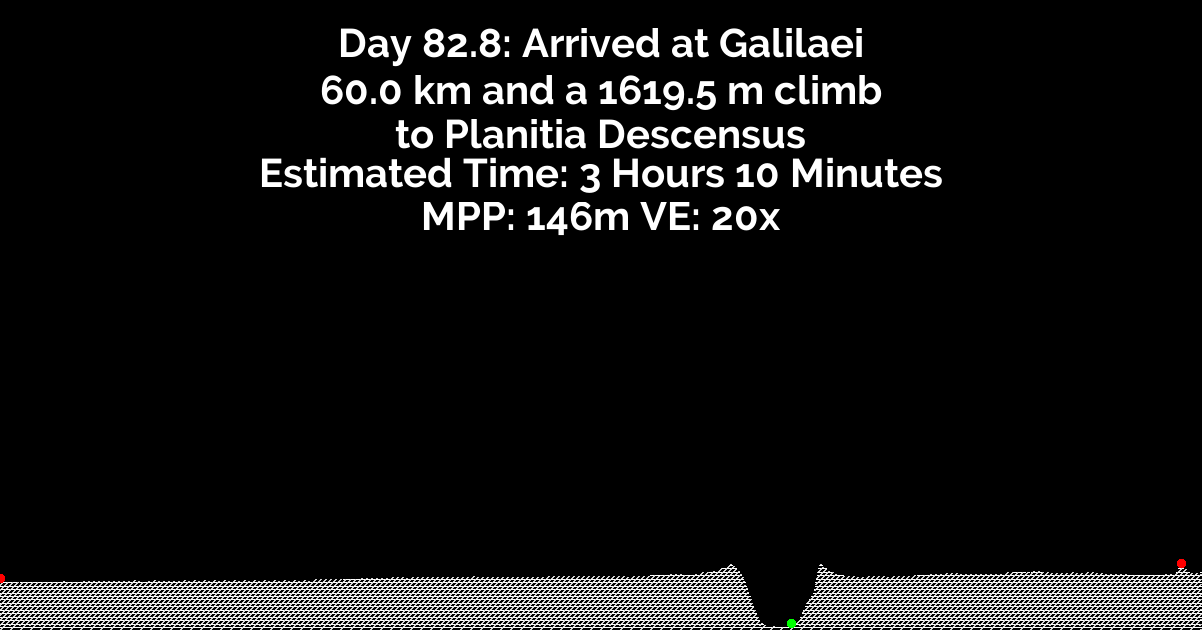 Day 82.8: Arrived at Galilaei
60.0 km and a 1619.5 m climb
to Planitia Descensus
Estimated Time: 3 Hours 10 Minutes
MPP: 146m VE: 20x